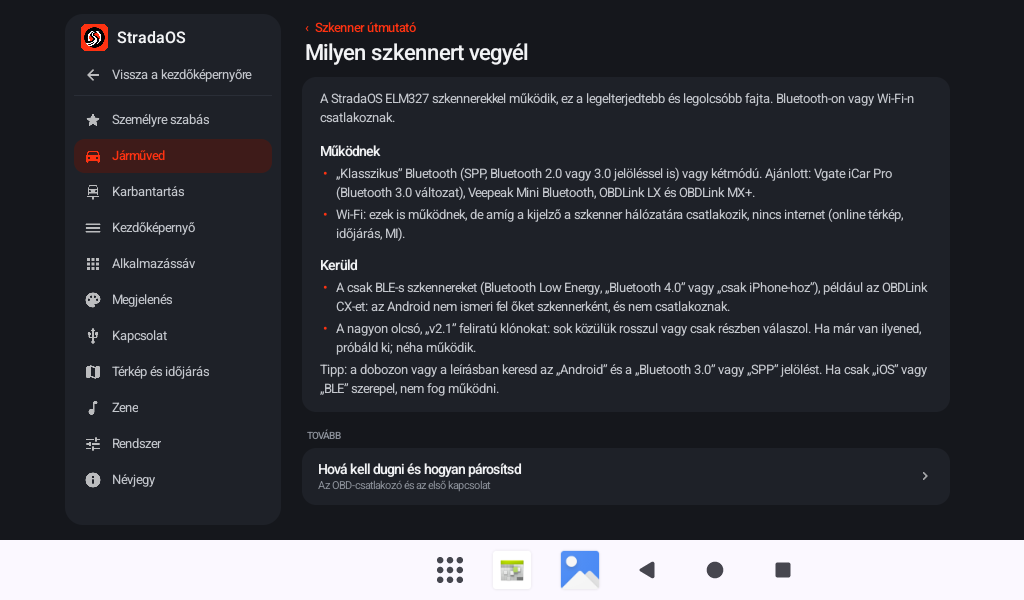 StradaOS
Vissza a kezdőképernyőre
Személyre szabás
Járműved
Karbantartás
Kezdőképernyő
Alkalmazássáv
Megjelenés
Kapcsolat
Térkép és időjárás
Zene
Rendszer
Névjegy
‹ Szkenner útmutató
Milyen szkennert vegyél
A StradaOS ELM327 szkennerekkel működik, ez a legelterjedtebb és legolcsóbb fajta. Bluetooth-on vagy Wi-Fi-n
csatlakoznak.
Működnek
• „Klasszikus” Bluetooth (SPP, Bluetooth 2.0 vagy 3.0 jelöléssel is) vagy kétmódú. Ajánlott: Vgate iCar Pro
(Bluetooth 3.0 változat), Veepeak Mini Bluetooth, OBDLink LX és OBDLink MX+.
• Wi-Fi: ezek is működnek, de amíg a kijelző a szkenner hálózatára csatlakozik, nincs internet (online térkép,
időjárás, MI).
Kerüld
• A csak BLE-s szkennereket (Bluetooth Low Energy, „Bluetooth 4.0” vagy „csak iPhone-hoz”), például az OBDLink
CX-et: az Android nem ismeri fel őket szkennerként, és nem csatlakoznak.
• A nagyon olcsó, „v2.1” feliratú klónokat: sok közülük rosszul vagy csak részben válaszol. Ha már van ilyened,
próbáld ki; néha működik.
Tipp: a dobozon vagy a leírásban keresd az „Android” és a „Bluetooth 3.0” vagy „SPP” jelölést. Ha csak „iOS” vagy
„BLE” szerepel, nem fog működni.
TOVÁBB
Hová kell dugni és hogyan párosítsd
Az OBD-csatlakozó és az első kapcsolat